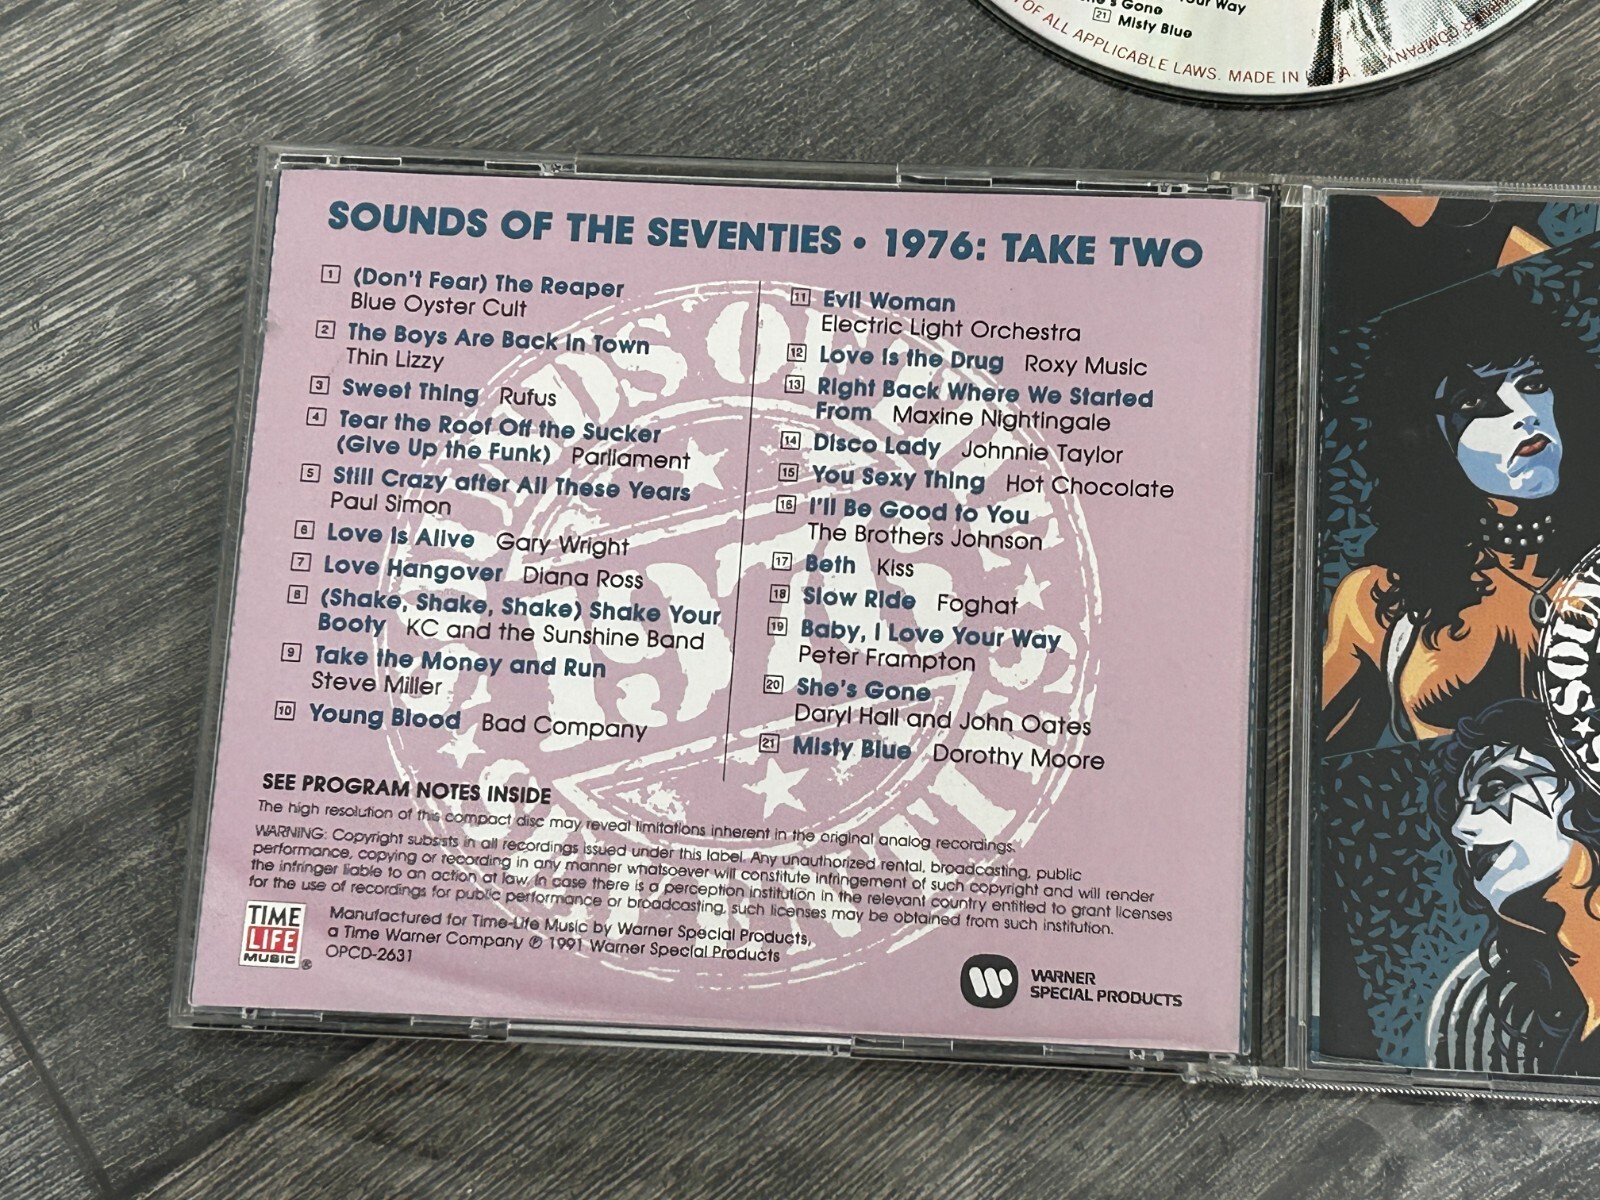 Your Way
Gone
21 Misty Blue
OF ALL APPLICABLE LAWS. MADE IN
COMPANY
SOUNDS OF THE SEVENTIES • 1976: TAKE TWO
1 (Don't Fear) The Reaper
Blue Oyster Cult
2 The Boys Are Back In Town
Thin Lizzy
3 Sweet Thing Rufus
4 Tear the Roof Off the Sucker
(Give Up the Funk) Parliament
5 Still Crazy after All These Years
Paul Simon
6 Love Is Alive Gary Wright
7 Love Hangover Diana Ross
8 (Shake, Shake, Shake) Shake Your
Booty KC and the Sunshine Band
9 Take the Money and Run
Steve Miller
10 Young Blood Bad Company
11 Evil Woman
Electric Light Orchestra
12 Love Is the Drug Roxy Music
13 Right Back Where We Started
From Maxine Nightingale
14 Disco Lady Johnnie Taylor
15 You Sexy Thing Hot Chocolate
16 I'll Be Good to You
The Brothers Johnson
17 Beth Kiss
18 Slow Ride Foghat
19 Baby, I Love Your Way
Peter Frampton
20 She's Gone
Daryl Hall and John Oates
21 Misty Blue Dorothy Moore
SEE PROGRAM NOTES INSIDE
The high resolution of this compact disc may reveal limitations inherent in the original analog recordings.
WARNING: Copyright subsists in all recordings issued under this label. Any unauthorized rental, broadcasting, public
performance, copying or recording in any manner whatsoever will constitute infringement of such copyright and will render
the infringer liable to an action at law. In case there is a perception institution in the relevant country entitled to grant licenses
for the use of recordings for public performance or broadcasting, such licenses may be obtained from such institution.
TIME
LIFE
MUSIC ®
Manufactured for Time-Life Music by Warner Special Products,
a Time Warner Company ℗ 1991 Warner Special Products
OPCD-2631
WARNER
SPECIAL PRODUCTS